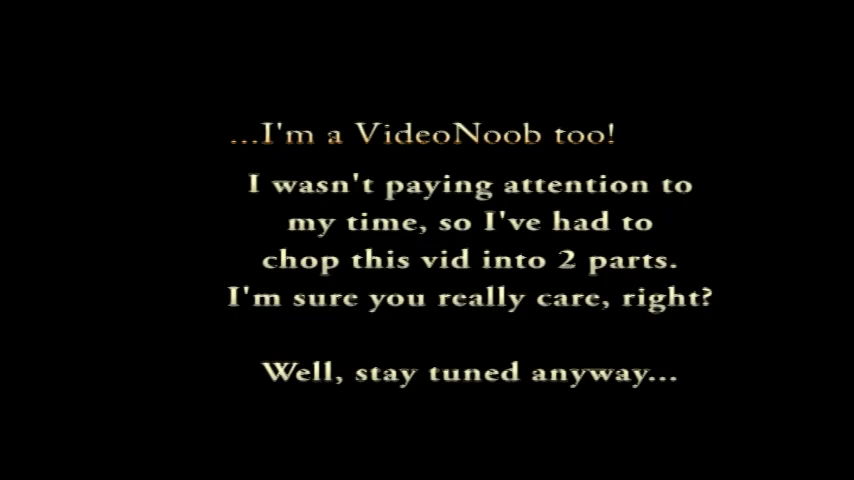 ...I'm a VideoNoob too!
I wasn't paying attention to
my time, so I've had to
chop this vid into 2 parts.
I'm sure you really care, right?
Well, stay tuned anyway...